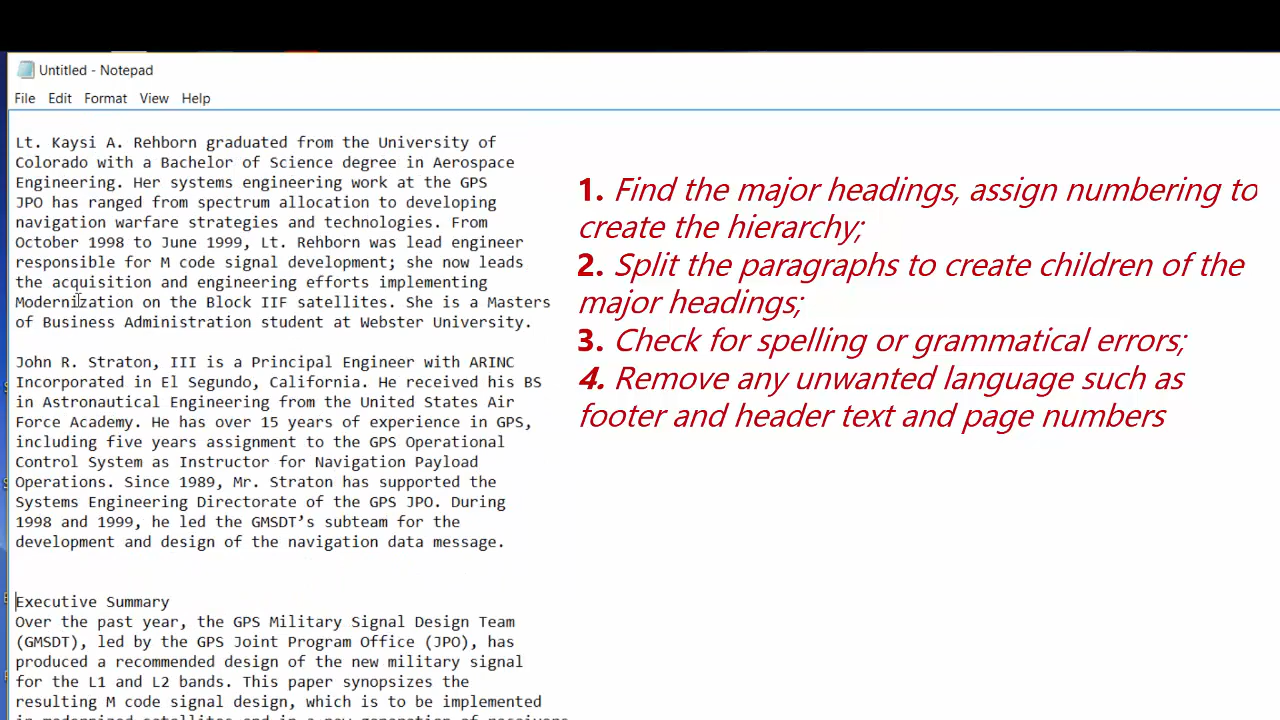 Untitled - Notepad
File Edit Format View Help
Lt. Kaysi A. Rehborn graduated from the University of
Colorado with a Bachelor of Science degree in Aerospace
Engineering. Her systems engineering work at the GPS
JPO has ranged from spectrum allocation to developing
navigation warfare strategies and technologies. From
October 1998 to June 1999, Lt. Rehborn was lead engineer
responsible for M code signal development; she now leads
the acquisition and engineering efforts implementing
Modernization on the Block IIF satellites. She is a Masters
of Business Administration student at Webster University.
John R. Straton, III is a Principal Engineer with ARINC
Incorporated in El Segundo, California. He received his BS
in Astronautical Engineering from the United States Air
Force Academy. He has over 15 years of experience in GPS,
including five years assignment to the GPS Operational
Control System as Instructor for Navigation Payload
Operations. Since 1989, Mr. Straton has supported the
Systems Engineering Directorate of the GPS JPO. During
1998 and 1999, he led the GMSDT’s subteam for the
development and design of the navigation data message.
Executive Summary
Over the past year, the GPS Military Signal Design Team
(GMSDT), led by the GPS Joint Program Office (JPO), has
produced a recommended design of the new military signal
for the L1 and L2 bands. This paper synopsizes the
resulting M code signal design, which is to be implemented
in modernized satellites and in a new generation of receivers
1. Find the major headings, assign numbering to
create the hierarchy;
2. Split the paragraphs to create children of the
major headings;
3. Check for spelling or grammatical errors;
4. Remove any unwanted language such as
footer and header text and page numbers